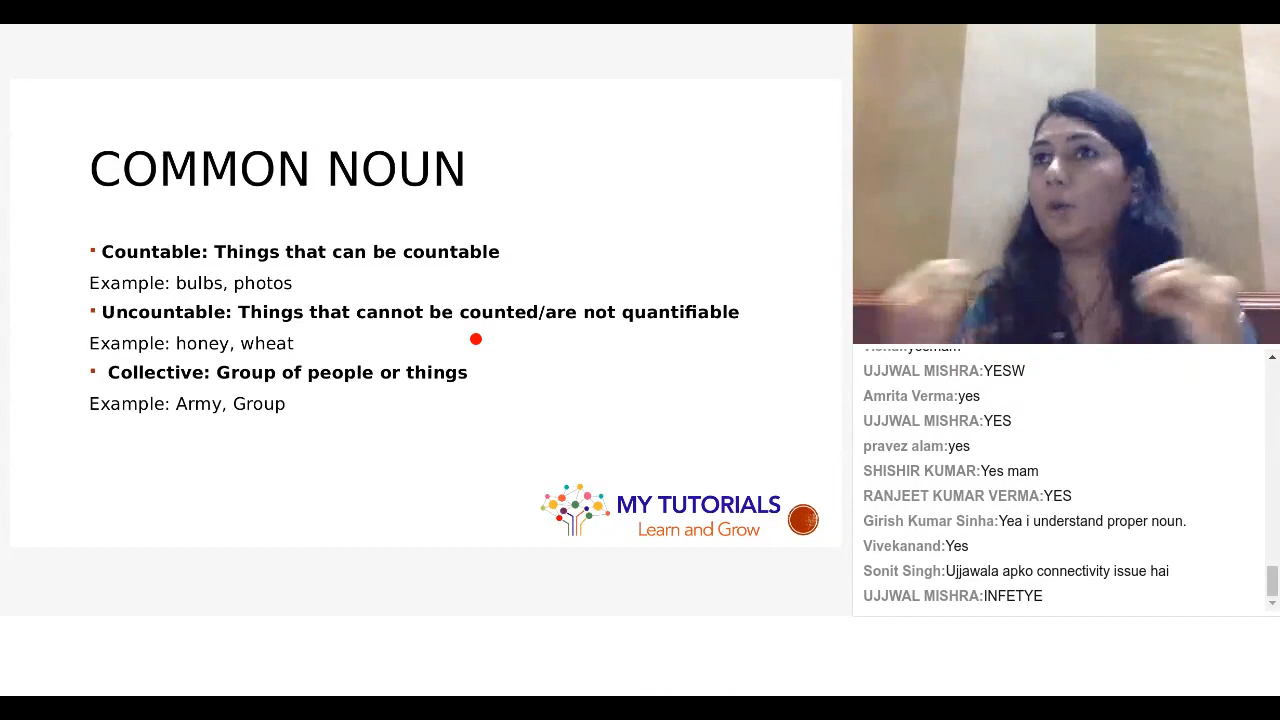 COMMON NOUN
Countable: Things that can be countable
Example: bulbs, photos
Uncountable: Things that cannot be counted/are not quantifiable
Example: honey, wheat
Collective: Group of people or things
Example: Army, Group
MY TUTORIALS
Learn and Grow
UJJWAL MISHRA:YESW
Amrita Verma:yes
UJJWAL MISHRA:YES
pravez alam:yes
SHISHIR KUMAR:Yes mam
RANJEET KUMAR VERMA:YES
Girish Kumar Sinha:Yea i understand proper noun.
Vivekanand:Yes
Sonit Singh:Ujjawala apko connectivity issue hai
UJJWAL MISHRA:INFETYE